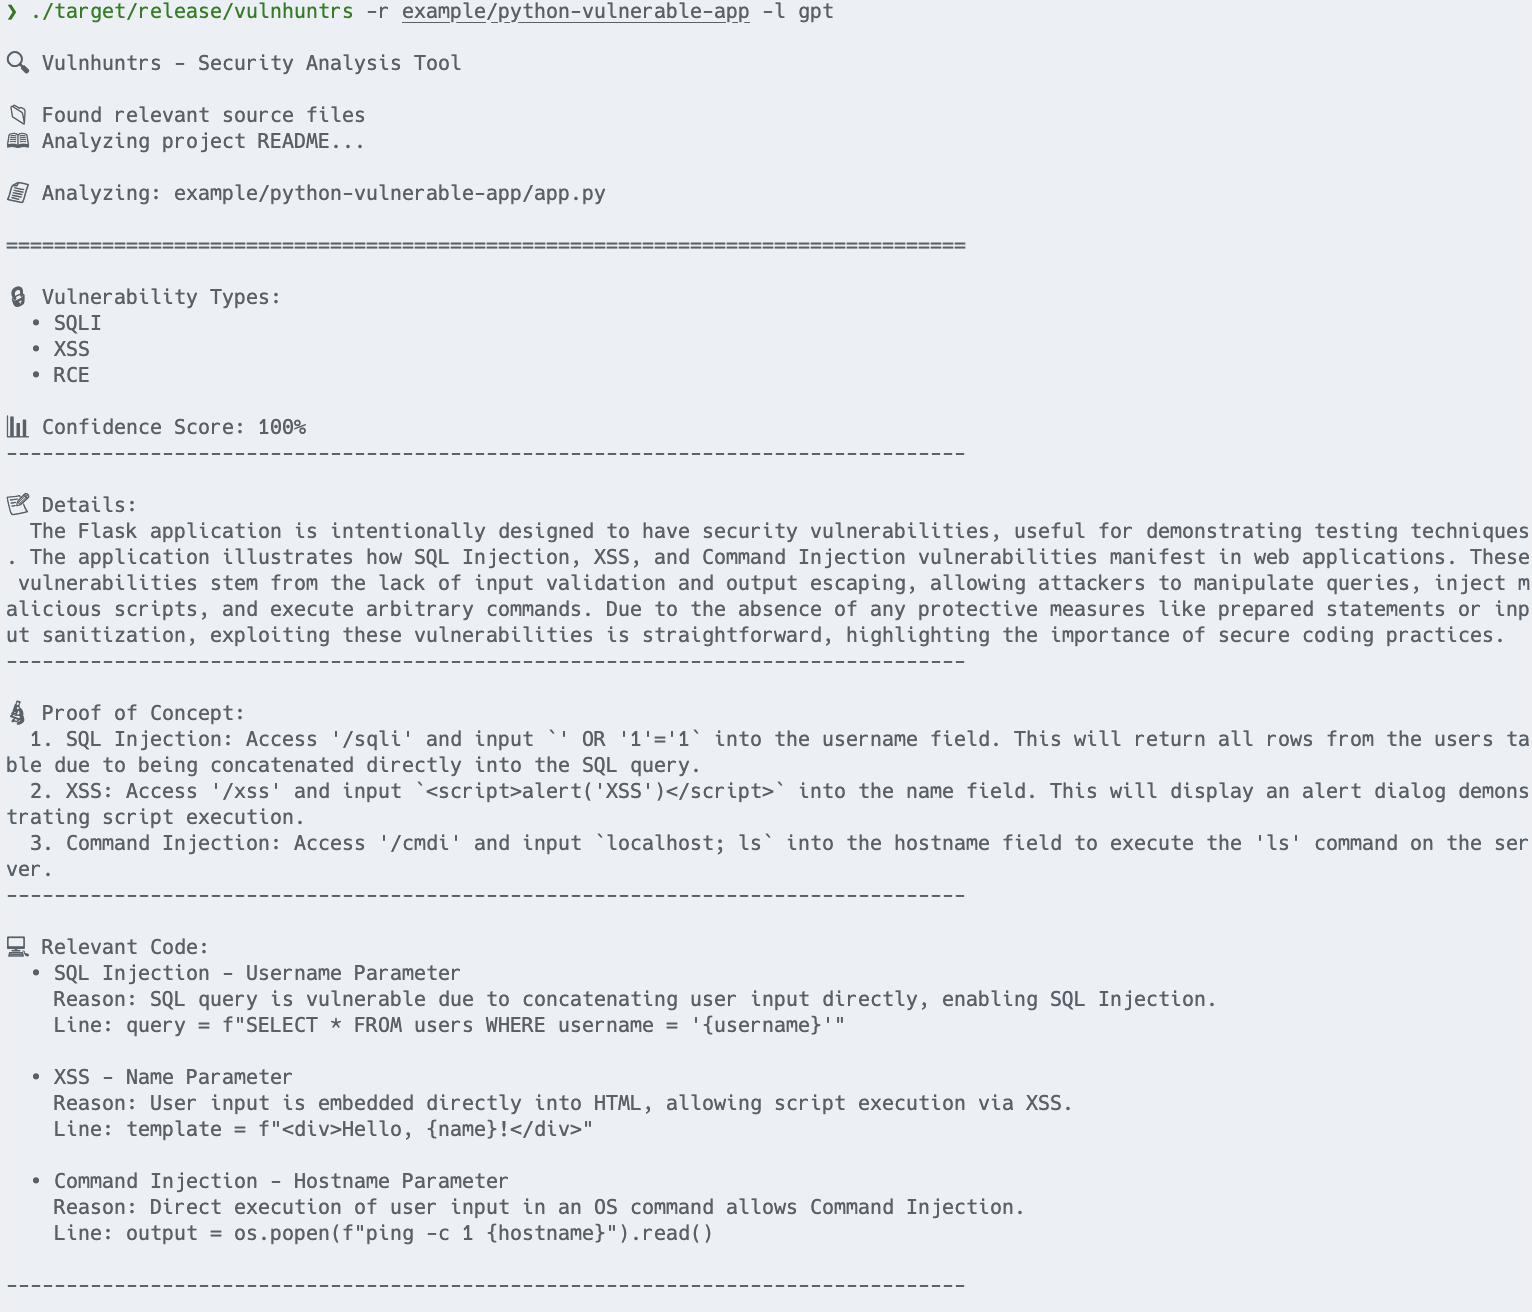 ❯ ./target/release/vulnhuntrs -r example/python-vulnerable-app -l gpt
🔍 Vulnhuntrs - Security Analysis Tool
📁 Found relevant source files
📖 Analyzing project README...
📄 Analyzing: example/python-vulnerable-app/app.py
================================================================================
🔒 Vulnerability Types:
• SQLI
• XSS
• RCE
📊 Confidence Score: 100%
--------------------------------------------------------------------------------
📝 Details:
The Flask application is intentionally designed to have security vulnerabilities, useful for demonstrating testing techniques
. The application illustrates how SQL Injection, XSS, and Command Injection vulnerabilities manifest in web applications. These
vulnerabilities stem from the lack of input validation and output escaping, allowing attackers to manipulate queries, inject m
alicious scripts, and execute arbitrary commands. Due to the absence of any protective measures like prepared statements or inp
ut sanitization, exploiting these vulnerabilities is straightforward, highlighting the importance of secure coding practices.
--------------------------------------------------------------------------------
🔬 Proof of Concept:
1. SQL Injection: Access '/sqli' and input `' OR '1'='1` into the username field. This will return all rows from the users ta
ble due to being concatenated directly into the SQL query.
2. XSS: Access '/xss' and input `<script>alert('XSS')</script>` into the name field. This will display an alert dialog demons
trating script execution.
3. Command Injection: Access '/cmdi' and input `localhost; ls` into the hostname field to execute the 'ls' command on the ser
ver.
--------------------------------------------------------------------------------
💻 Relevant Code:
• SQL Injection - Username Parameter
Reason: SQL query is vulnerable due to concatenating user input directly, enabling SQL Injection.
Line: query = f"SELECT * FROM users WHERE username = '{username}'"
• XSS - Name Parameter
Reason: User input is embedded directly into HTML, allowing script execution via XSS.
Line: template = f"<div>Hello, {name}!</div>"
• Command Injection - Hostname Parameter
Reason: Direct execution of user input in an OS command allows Command Injection.
Line: output = os.popen(f"ping -c 1 {hostname}").read()
--------------------------------------------------------------------------------